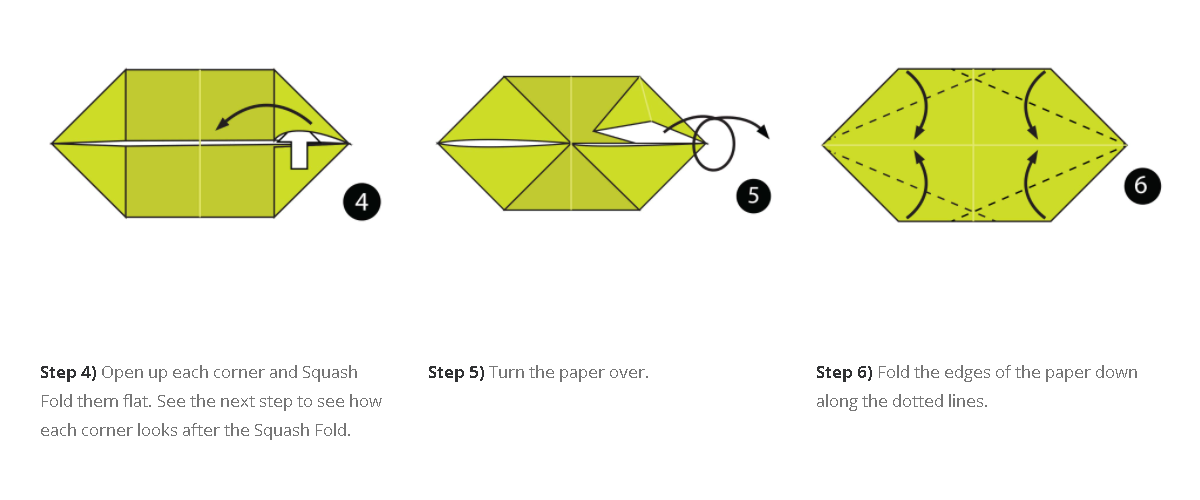 4
5
6
Step 4) Open up each corner and Squash
Fold them flat. See the next step to see how
each corner looks after the Squash Fold.
Step 5) Turn the paper over.
Step 6) Fold the edges of the paper down
along the dotted lines.